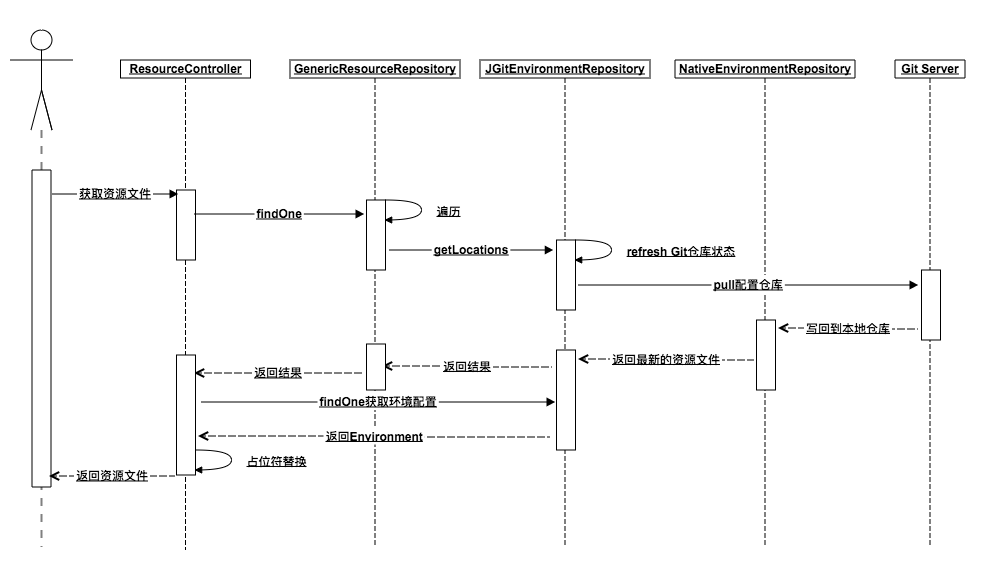 ResourceController
GenericResourceRepository
JGitEnvironmentRepository
NativeEnvironmentRepository
Git Server
获取资源文件
findOne
遍历
getLocations
refresh Git仓库状态
pull配置仓库
写回到本地仓库
返回最新的资源文件
返回结果
返回结果
findOne获取环境配置
返回Environment
占位符替换
返回资源文件